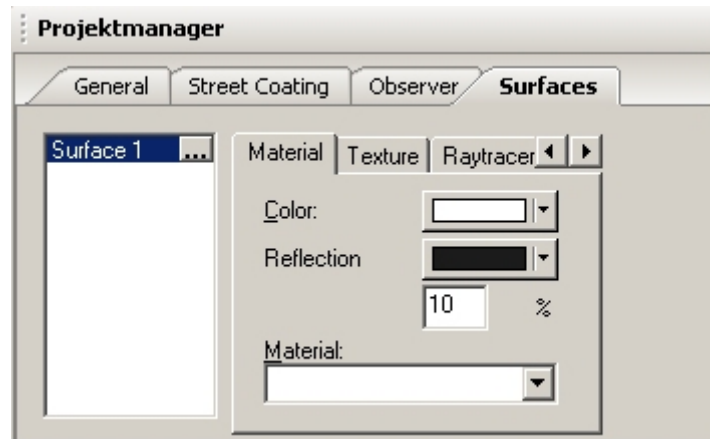 Projektmanager
General Street Coating Observer Surfaces
Surface 1 ... Material Texture Raytracer
Color:
Reflection
10 %
Material: